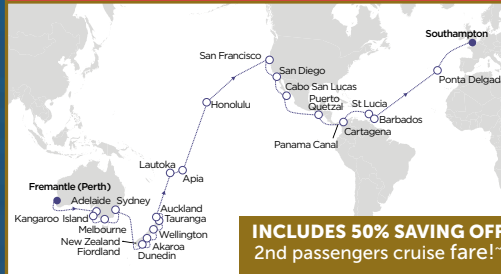 Southampton
San Francisco
San Diego
Ponta Delgad
Cabo San Lucas
Puerto
Quetzal
St Lucia
Honolulu
Barbados
Cartagena
Panama Canal
Lautoka
Apia
Fremantle (Perth)
Adelaide
Sydney
Auckland
Kangaroo Island
Tauranga
Melbourne
Wellington
New Zealand
Fiordland
Akaroa
Dunedin
INCLUDES 50% SAVING OFF
2nd passengers cruise fare!~